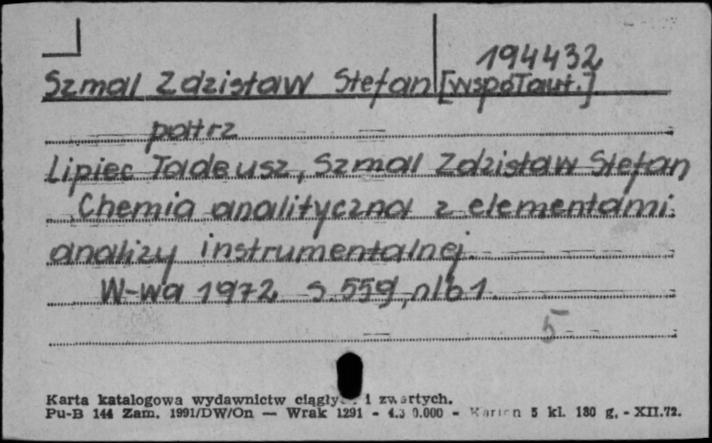 194432
Szmal Zdzisław Stefan [współaut.]
patrz
Lipiec Tadeusz, Szmal Zdzisław Stefan
Chemia analityczna z elementami
analizy instrumentalnej.
W-wa 1972 s. 559, nlb 1
5
Karta katalogowa wydawnictw i zwartych.
Pu-B 144 Zam. 1991/DW/On — Wrak 1291 - 0.000 - 5 kl. 180 g. - XII.72.